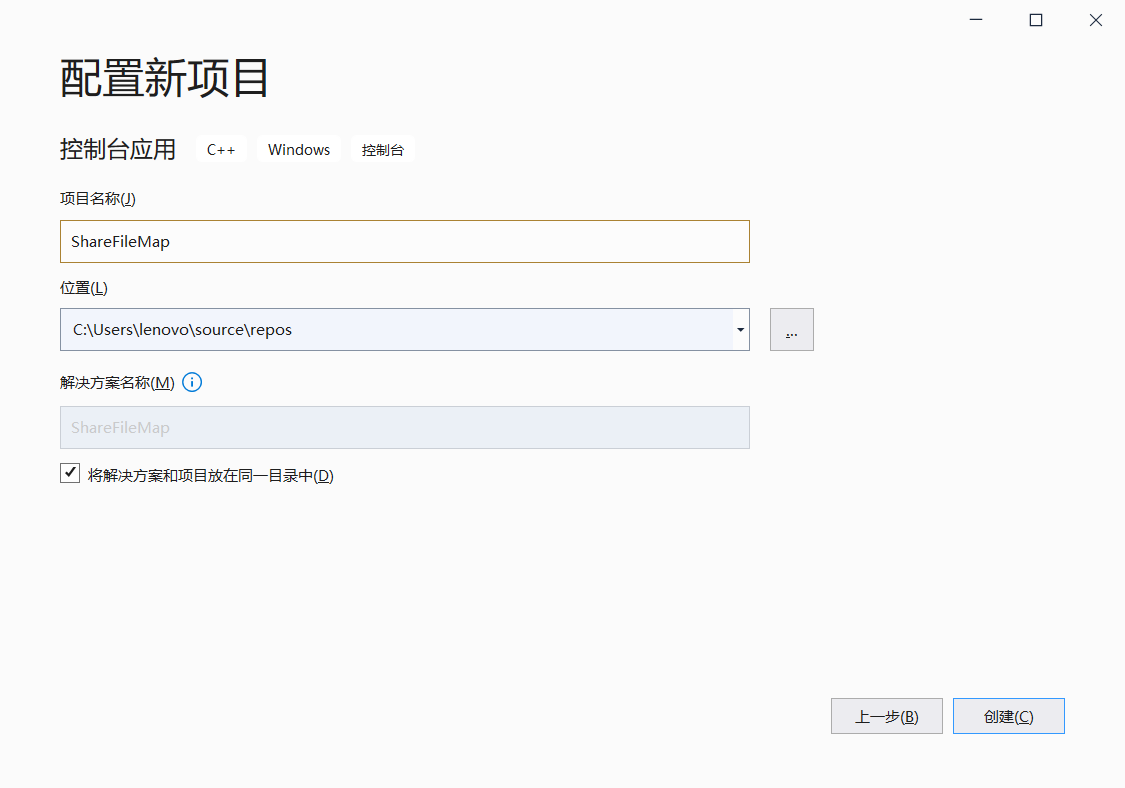 配置新项目
控制台应用 C++ Windows 控制台
项目名称(J)
ShareFileMap
位置(L)
C:\Users\lenovo\source\repos
...
解决方案名称(M)
ShareFileMap
将解决方案和项目放在同一目录中(D)
上一步(B) 创建(C)